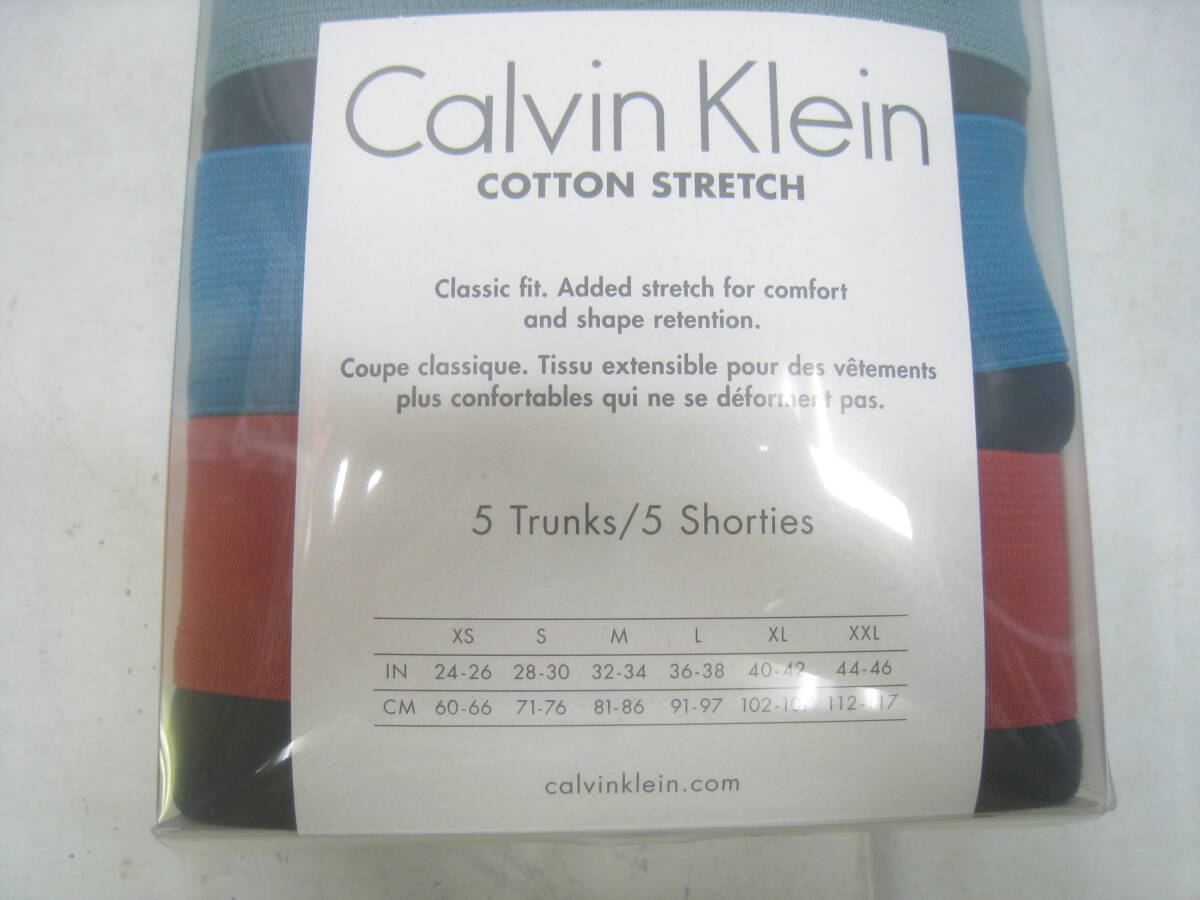 Calvin Klein
COTTON STRETCH
Classic fit. Added stretch for comfort
and shape retention.
Coupe classique. Tissu extensible pour des vêtements
plus confortables qui ne se déforment pas.
5 Trunks/5 Shorties
XS S M L XL XXL
IN 24-26 28-30 32-34 36-38 40-42 44-46
CM 60-66 71-76 81-86 91-97 112-117
calvinklein.com